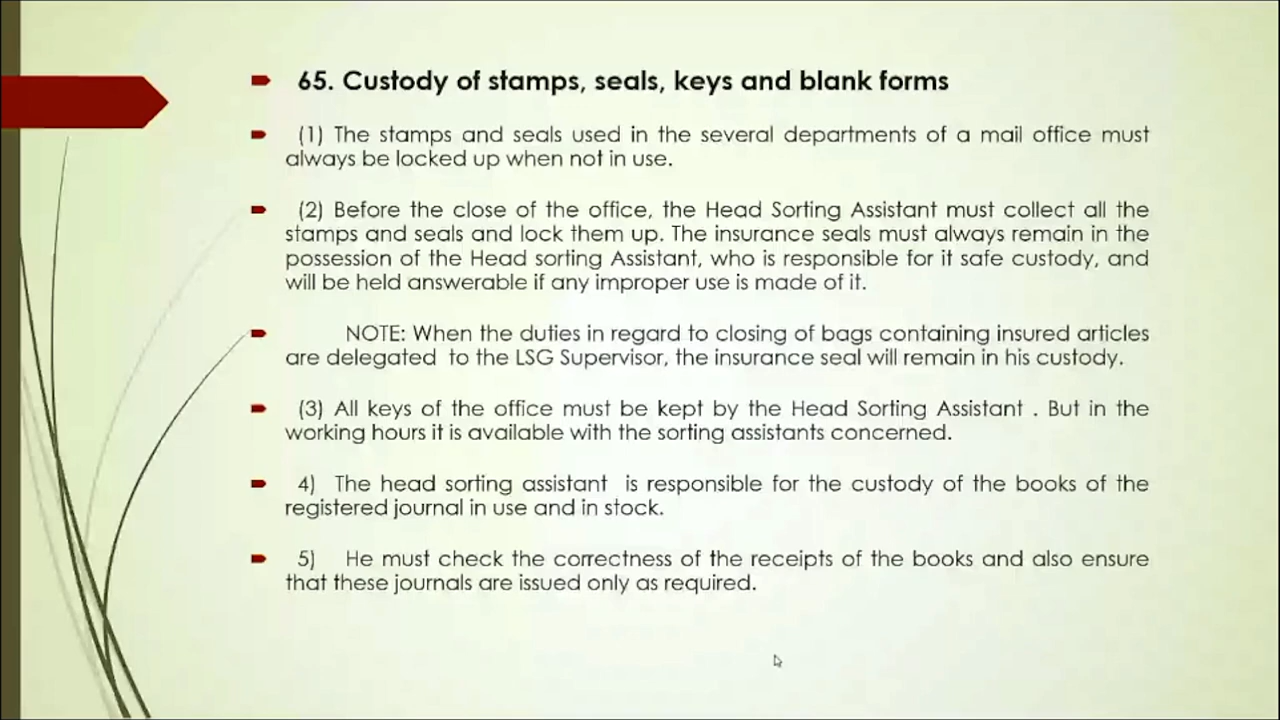 65. Custody of stamps, seals, keys and blank forms
(1) The stamps and seals used in the several departments of a mail office must
always be locked up when not in use.
(2) Before the close of the office, the Head Sorting Assistant must collect all the
stamps and seals and lock them up. The insurance seals must always remain in the
possession of the Head sorting Assistant, who is responsible for it safe custody, and
will be held answerable if any improper use is made of it.
NOTE: When the duties in regard to closing of bags containing insured articles
are delegated to the LSG Supervisor, the insurance seal will remain in his custody.
(3) All keys of the office must be kept by the Head Sorting Assistant . But in the
working hours it is available with the sorting assistants concerned.
4) The head sorting assistant is responsible for the custody of the books of the
registered journal in use and in stock.
5) He must check the correctness of the receipts of the books and also ensure
that these journals are issued only as required.